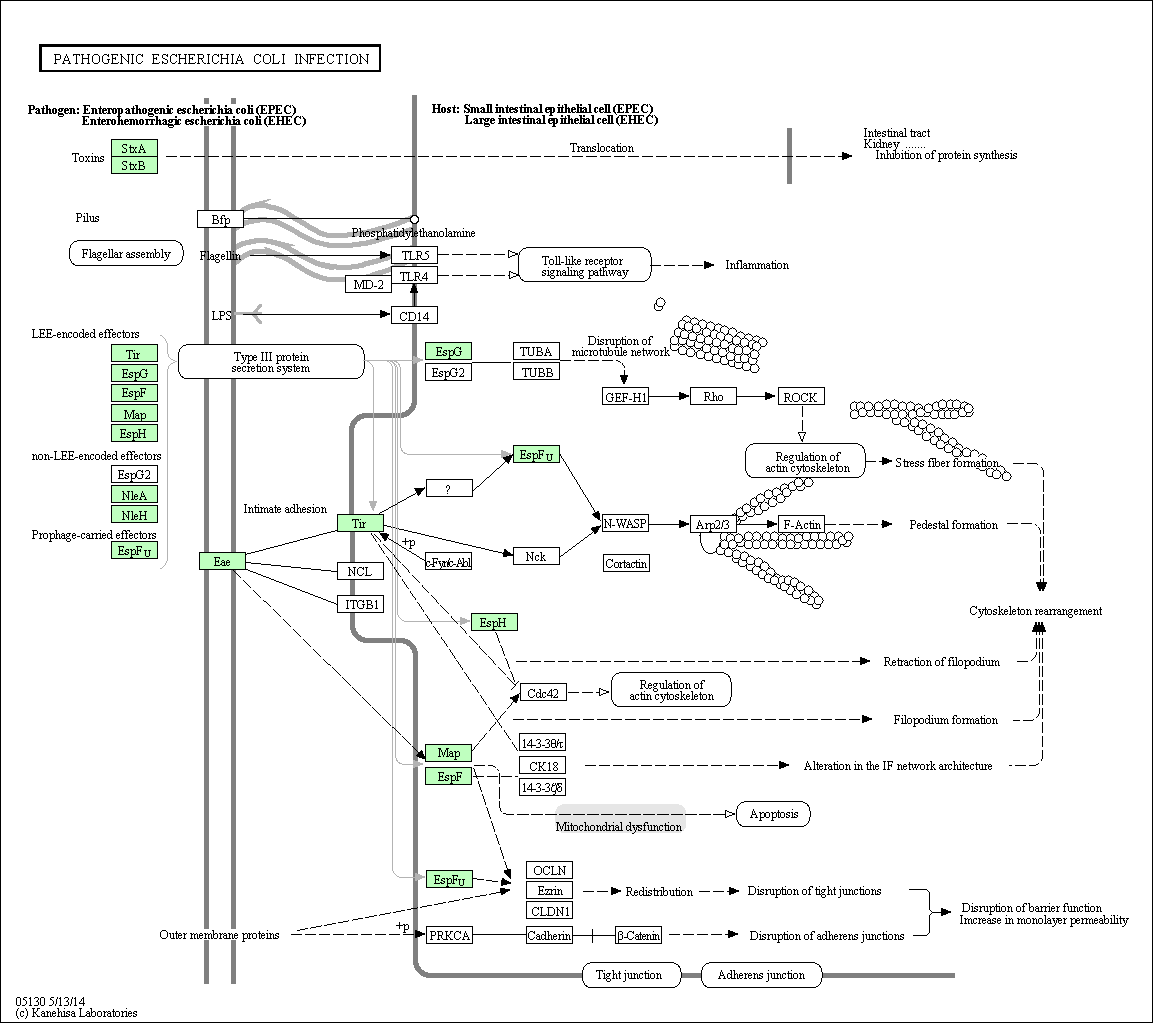 PATHOGENIC ESCHERICHIA COLI INFECTION
Pathogen: Enteropathogenic escherichia coli (EPEC)
Enterohemorrhagic escherichia coli (EHEC)
Host: Small intestinal epithelial cell (EPEC)
Large intestinal epithelial cell (EHEC)
Toxins
StxA
StxB
Translocation
Intestinal tract
Kidney .......
Inhibition of protein synthesis
Pilus
Bfp
Phosphatidylethanolamine
Flagellar assembly
Flagellin
TLR5
TLR4
MD-2
Toll-like receptor
signaling pathway
Inflammation
LPS
CD14
LEE-encoded effectors
Tir
EspG
EspF
Map
EspH
non-LEE-encoded effectors
EspG2
NleA
NleH
Prophage-carried effectors
EspFU
Type III protein
secretion system
EspG
EspG2
TUBA
TUBB
Disruption of
microtubule network
GEF-H1
Rho
ROCK
Regulation of
actin cytoskeleton
Stress fiber formation
EspFU
?
Intimate adhesion
Tir
+p
c-Fyn/c-Abl
Nck
N-WASP
Cortactin
Arp2/3
F-Actin
Pedestal formation
Eae
NCL
ITGB1
Cytoskeleton rearrangement
EspH
Retraction of filopodium
Cdc42
Regulation of
actin cytoskeleton
Filopodium formation
Map
EspF
14-3-3θ/τ
CK18
14-3-3ζ/δ
Alteration in the IF network architecture
Mitochondrial dysfunction
Apoptosis
EspFU
OCLN
Ezrin
CLDN1
Redistribution
Disruption of tight junctions
Outer membrane proteins
+p
PRKCA
Cadherin
β-Catenin
Disruption of adherens junctions
Disruption of barrier function
Increase in monolayer permeability
Tight junction
Adherens junction
05130 5/13/14
(c) Kanehisa Laboratories